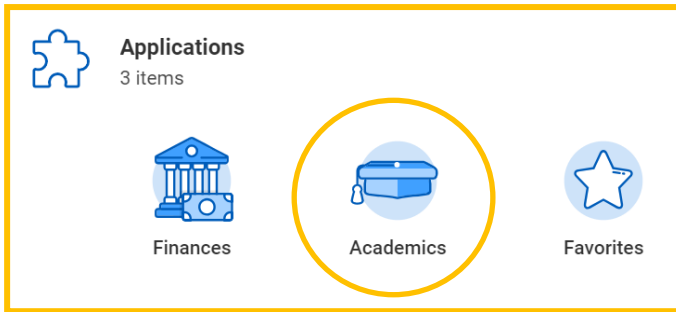 Applications
3 items
Finances
Academics
Favorites